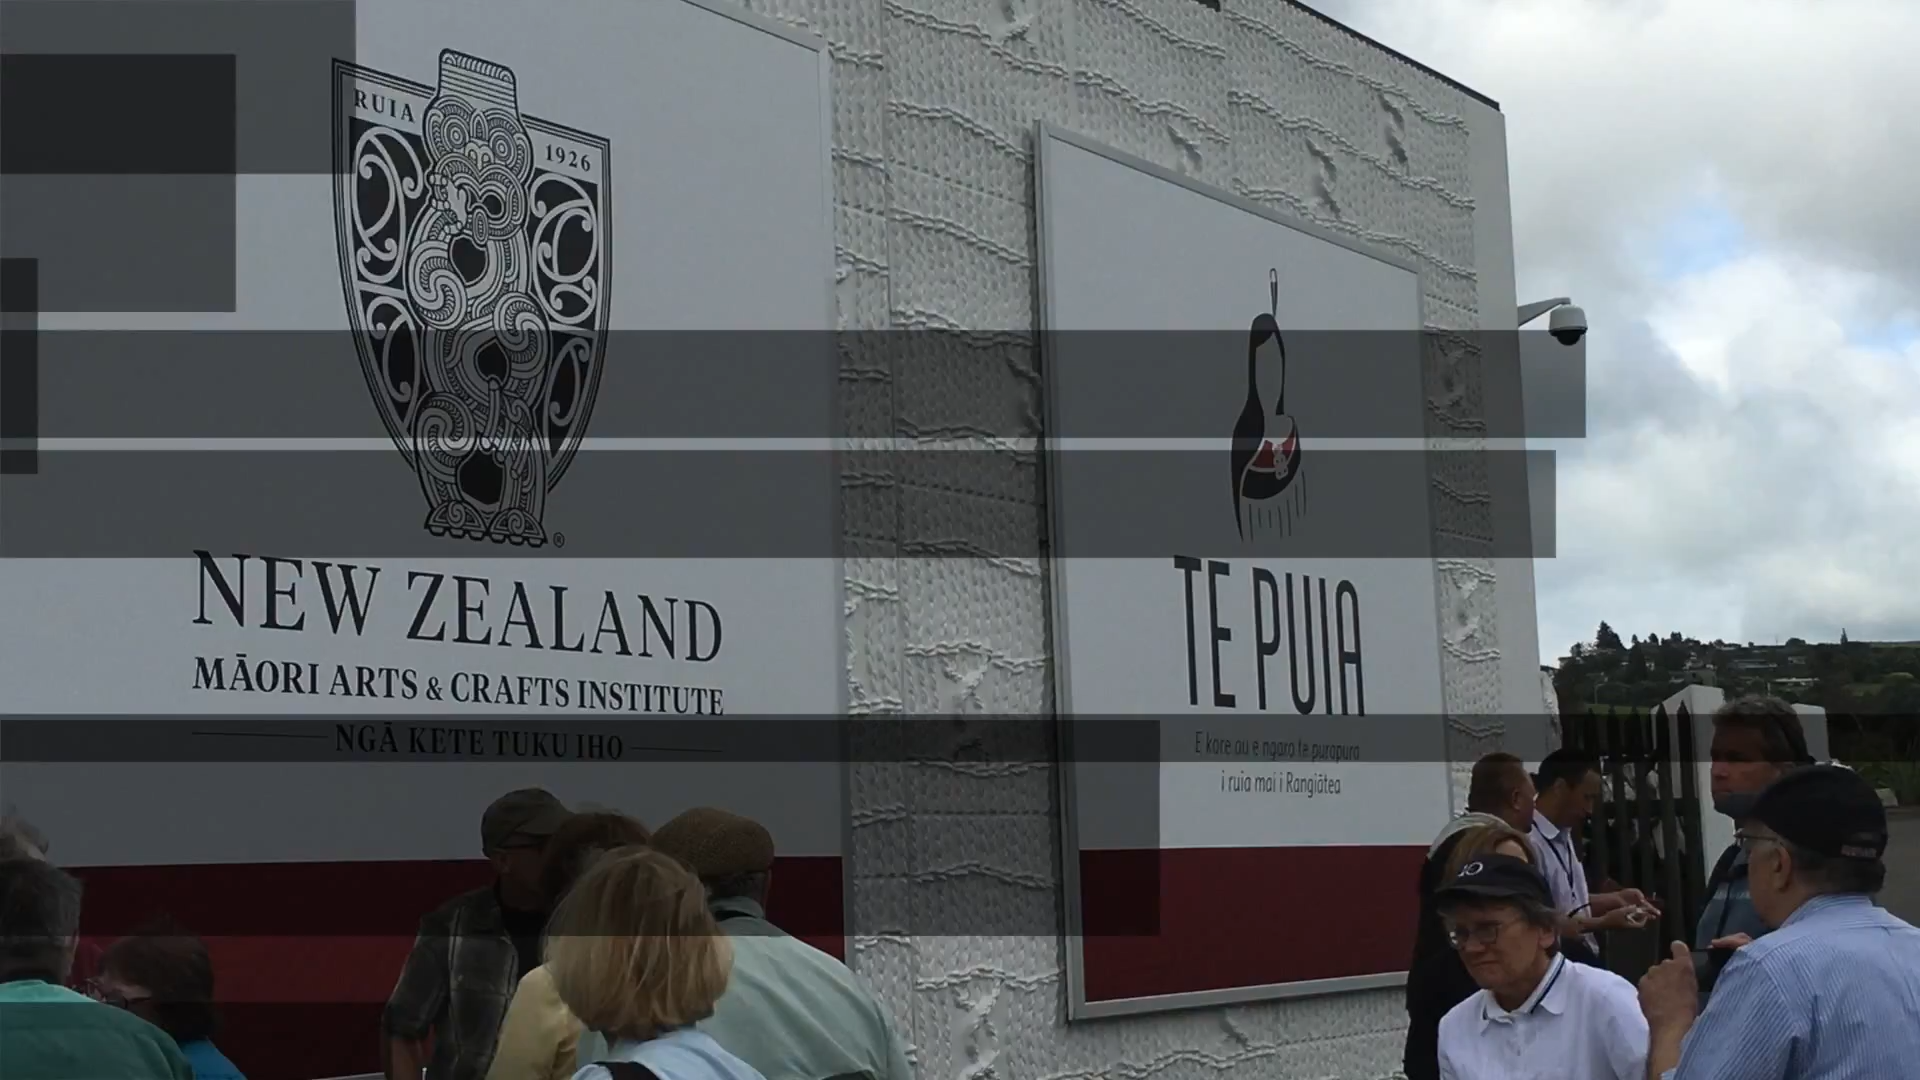 RUIA
1926
®
NEW ZEALAND
MĀORI ARTS & CRAFTS INSTITUTE
NGĀ KETE TUKU IHO
TE PUIA
E kore au e ngaro te purapura
i ruia mai i Rangiātea